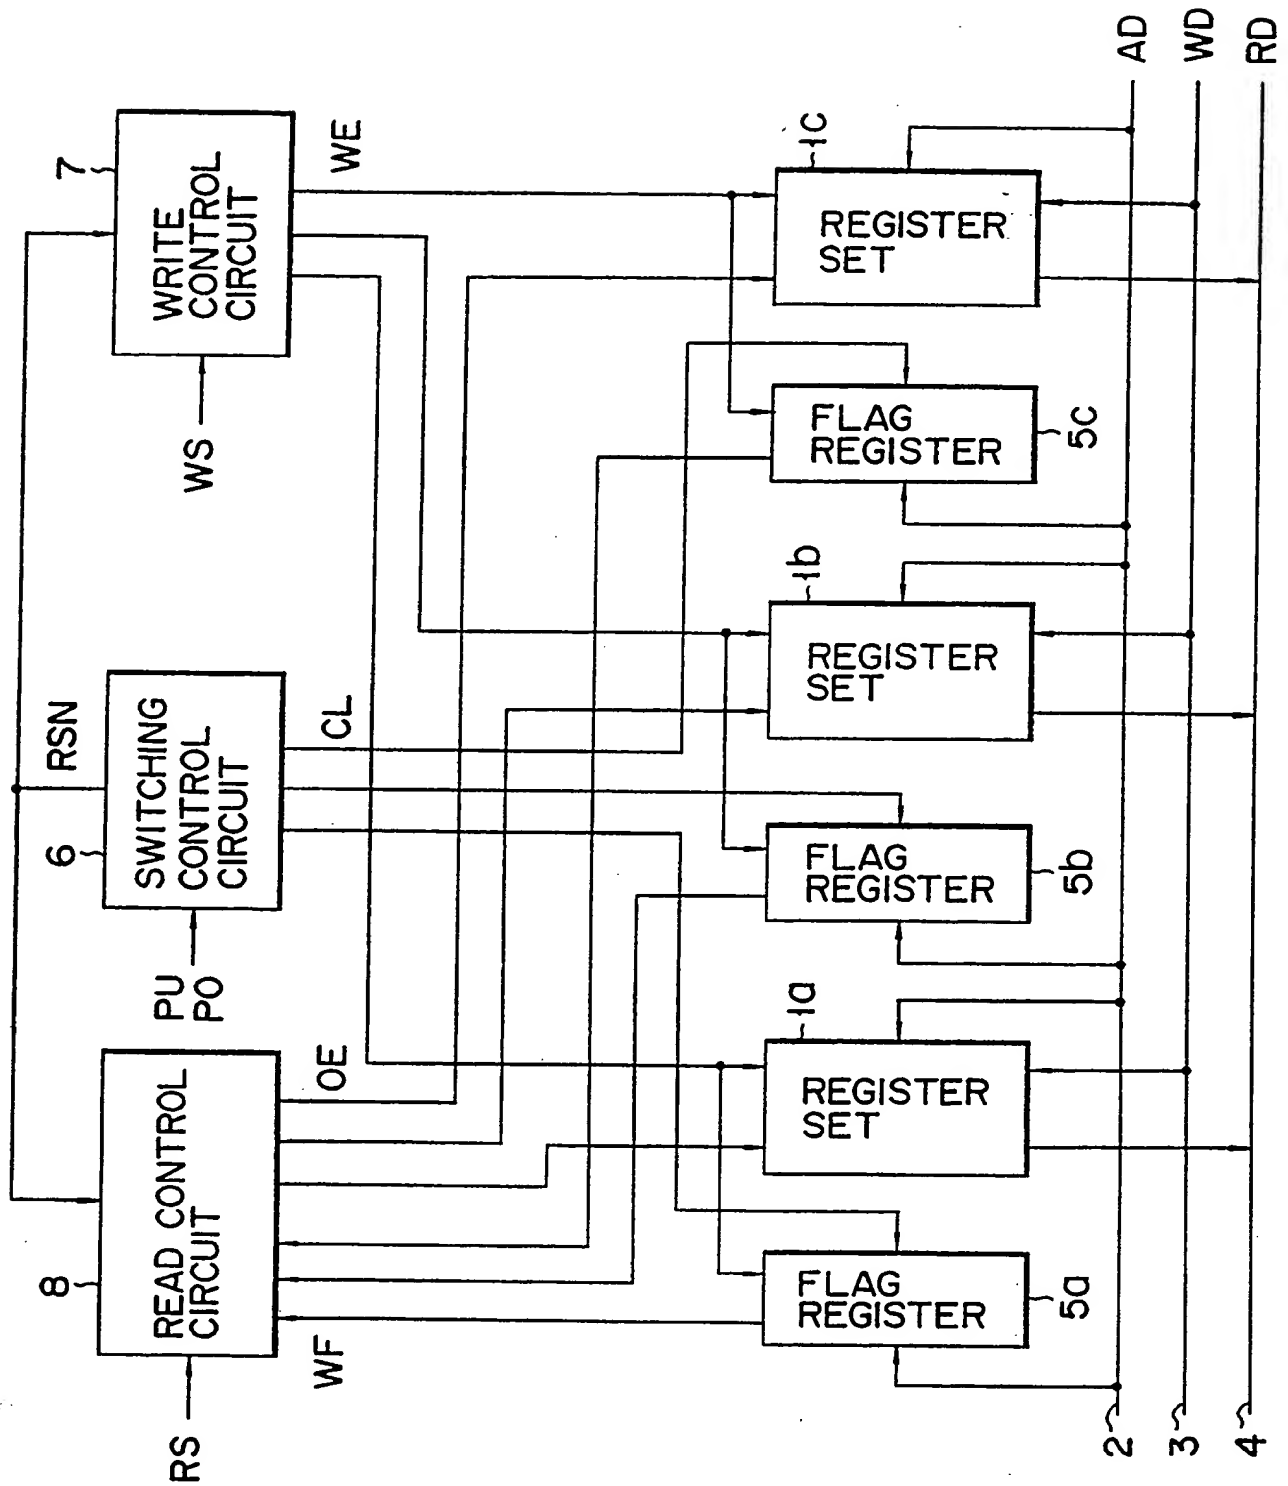 RS
8
READ CONTROL
CIRCUIT
WF
OE
PU
PO
6
SWITCHING
CONTROL
CIRCUIT
RSN
CL
WS
7
WRITE
CONTROL
CIRCUIT
WE
FLAG
REGISTER
5a
REGISTER
SET
1a
FLAG
REGISTER
5b
REGISTER
SET
1b
FLAG
REGISTER
5c
REGISTER
SET
1c
2
AD
3
WD
4
RD